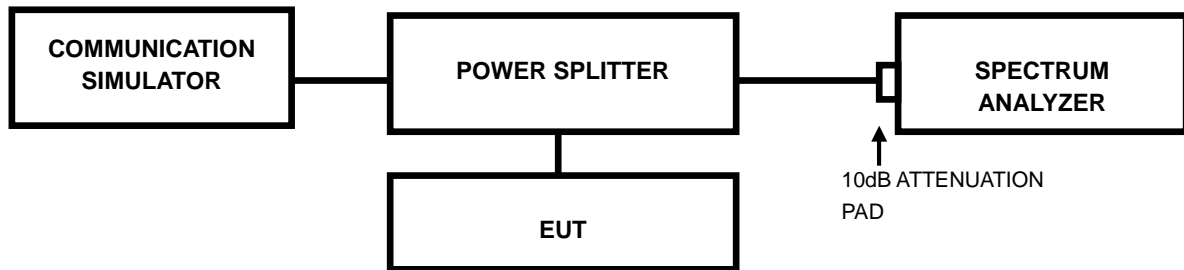 COMMUNICATION
SIMULATOR
POWER SPLITTER
SPECTRUM
ANALYZER
10dB ATTENUATION
PAD
EUT